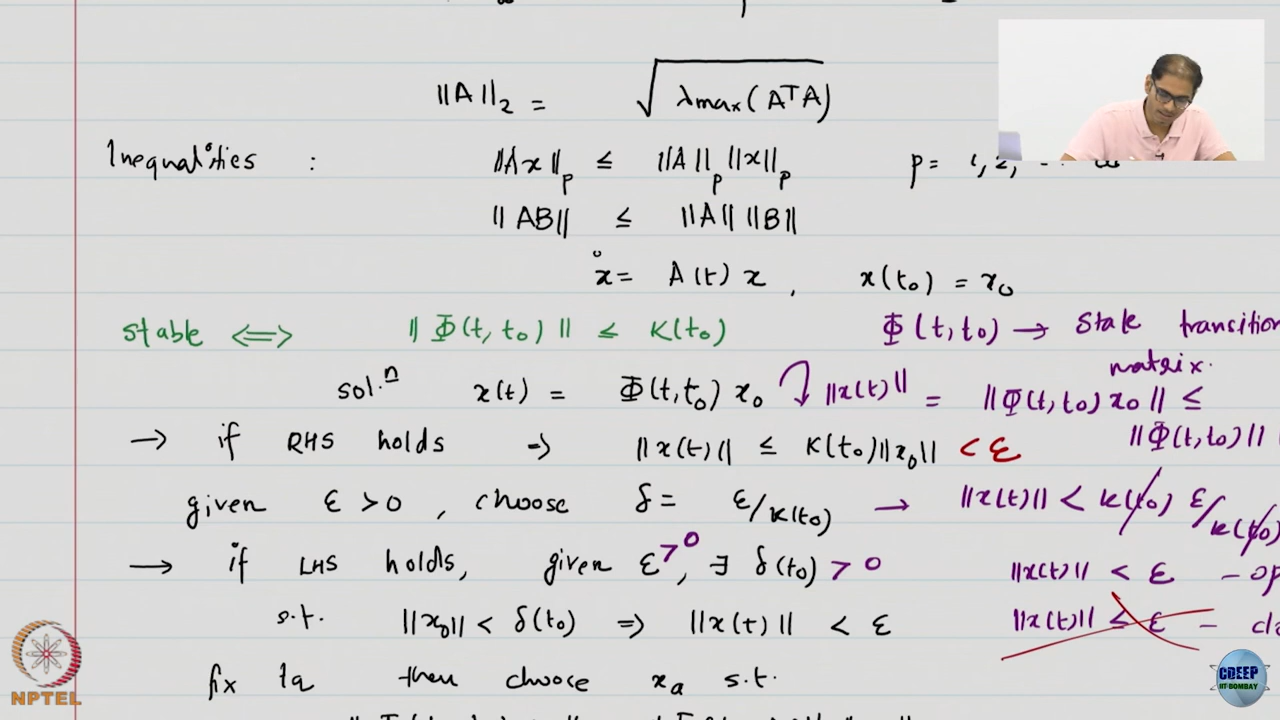 ||A||₂ = √λmax(AᵀA)
Inequalities : ||Ax||p ≤ ||A||p ||x||p p = 1, 2, ... ∞
||AB|| ≤ ||A|| ||B||
ẋ = A(t) x , x(t₀) = x₀
stable ⟺ ||Φ(t, t₀)|| ≤ K(t₀) Φ(t, t₀) → state transition
matrix.
sol.ⁿ x(t) = Φ(t, t₀) x₀ ||x(t)|| = ||Φ(t, t₀) x₀|| ≤
||Φ(t, t₀)||
→ if RHS holds ⇒ ||x(t)|| ≤ K(t₀)||x₀|| < ε
given ε > 0 , choose δ = ε/K(t₀) → ||x(t)|| < K(t₀) ε/K(t₀)
→ if LHS holds, given ε > 0, ∃ δ(t₀) > 0 ||x(t)|| < ε – op
s.t. ||x₀|| < δ(t₀) ⇒ ||x(t)|| < ε ||x(t)|| ≤ ε – clo
fix ta then choose xa s.t.
NPTEL
CDEEP
IIT-BOMBAY